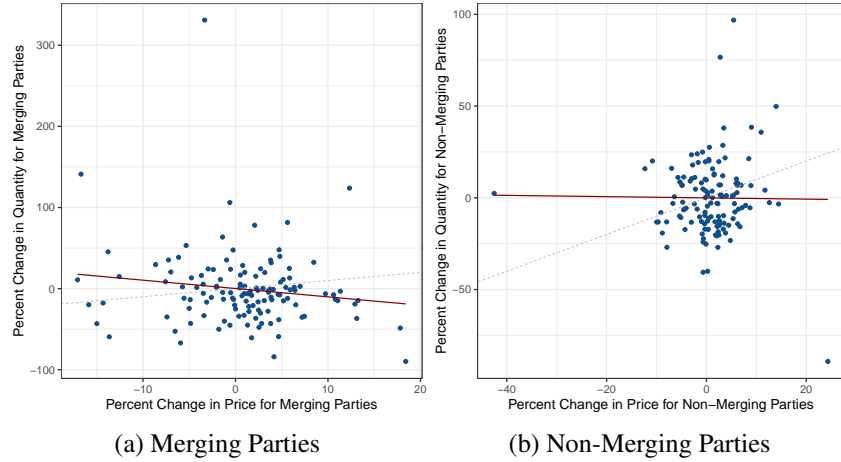 Percent Change in Quantity for Merging Parties
300
200
100
0
−100
−10
0
10
20
Percent Change in Price for Merging Parties
(a) Merging Parties
Percent Change in Quantity for Non−Merging Parties
100
50
0
−50
−40
−20
0
20
Percent Change in Price for Non−Merging Parties
(b) Non-Merging Parties